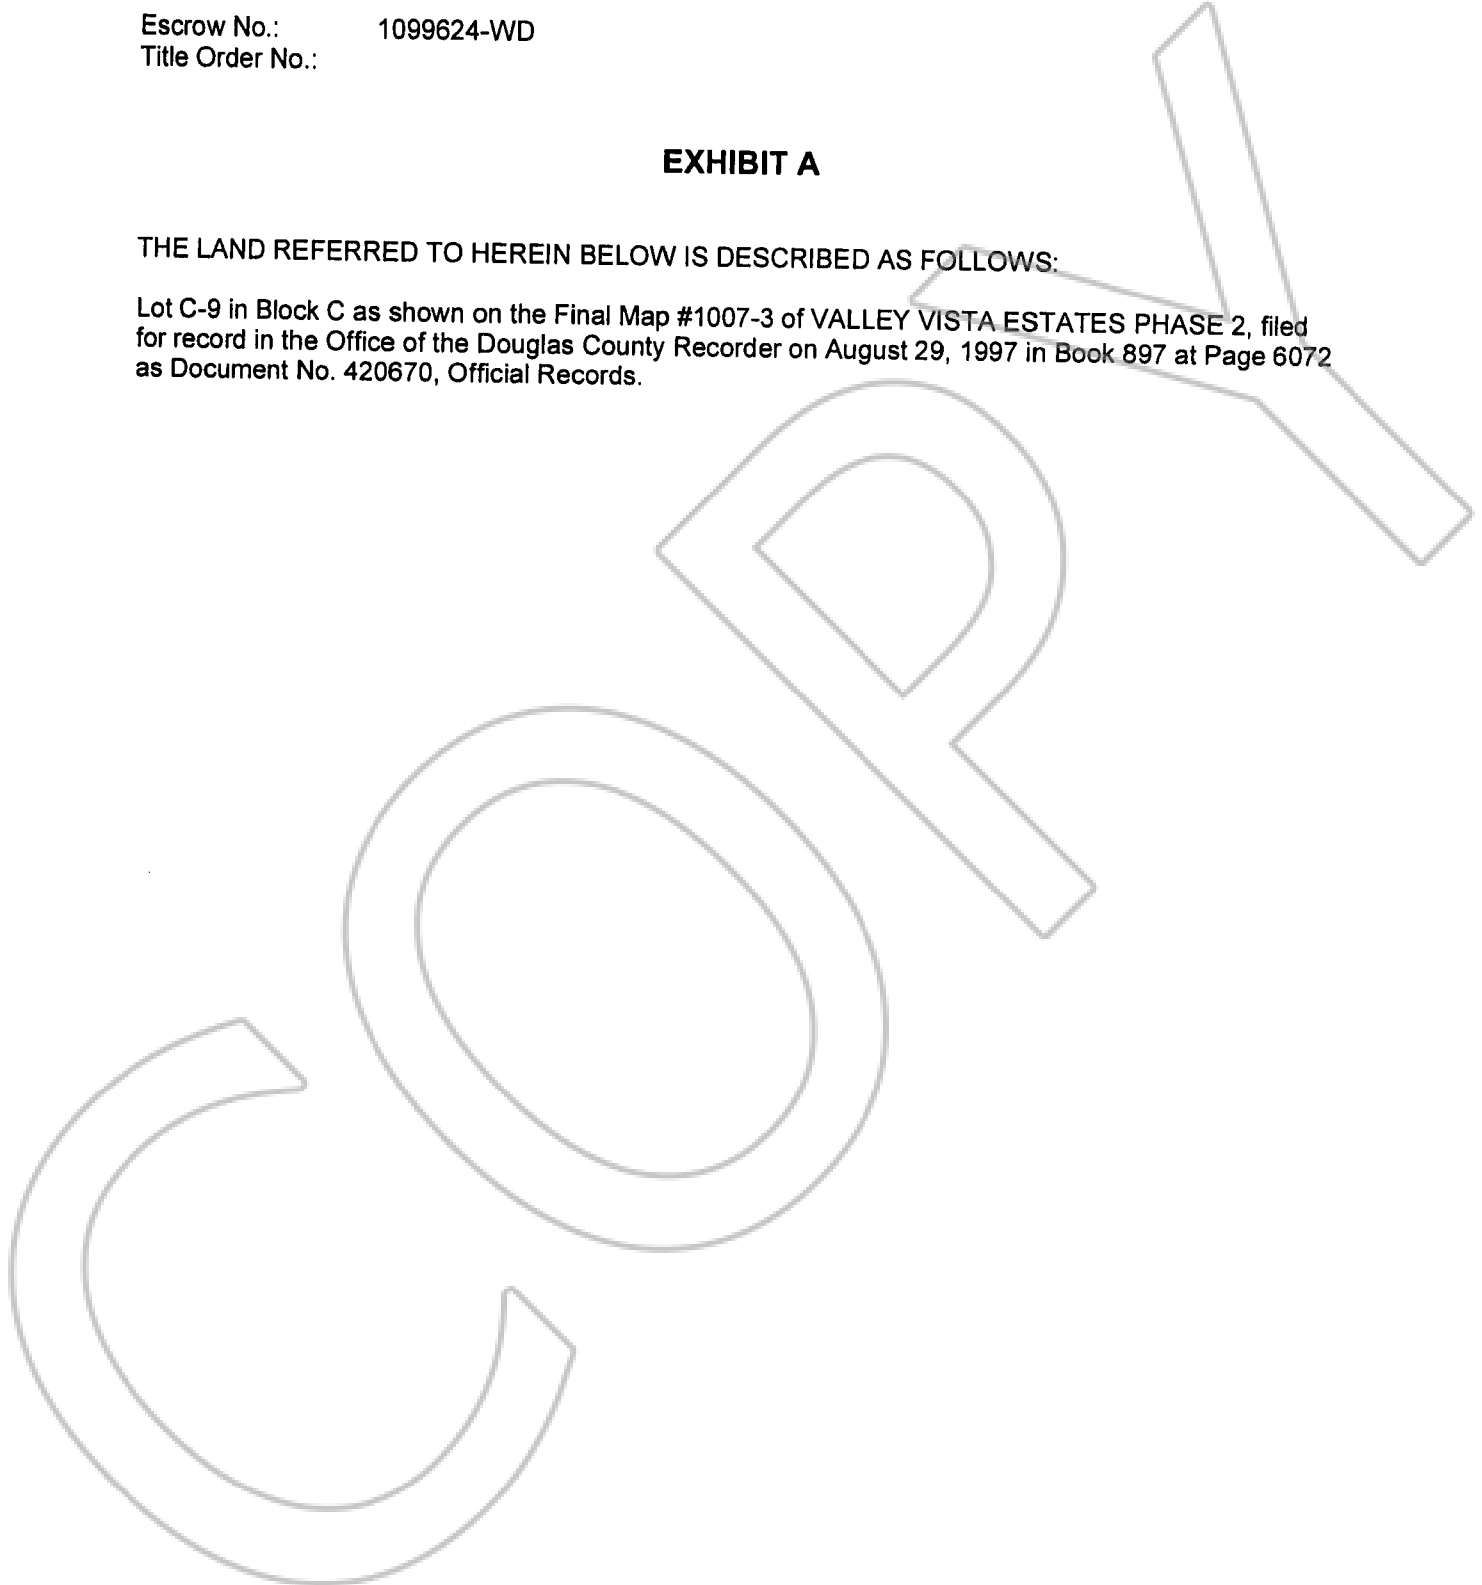 Escrow No.: 1099624-WD
Title Order No.:
EXHIBIT A
THE LAND REFERRED TO HEREIN BELOW IS DESCRIBED AS FOLLOWS:
Lot C-9 in Block C as shown on the Final Map #1007-3 of VALLEY VISTA ESTATES PHASE 2, filed
for record in the Office of the Douglas County Recorder on August 29, 1997 in Book 897 at Page 6072
as Document No. 420670, Official Records.
COPY